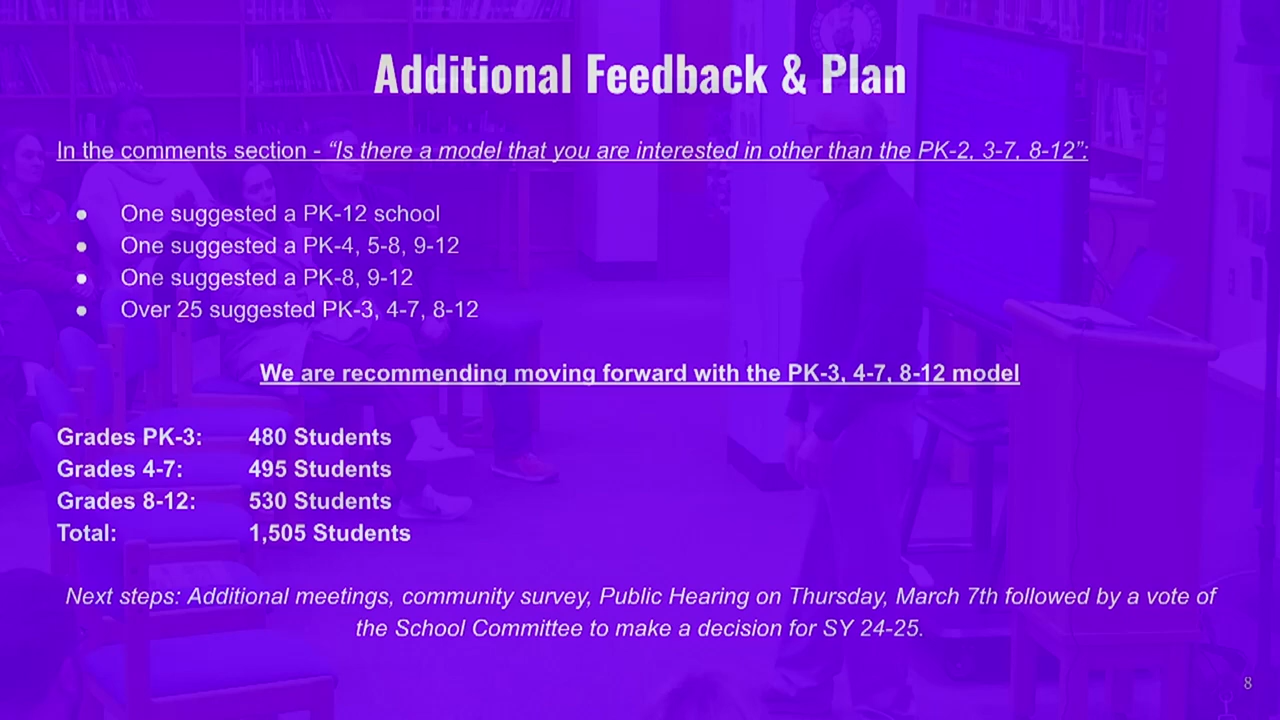 Additional Feedback & Plan
In the comments section - “Is there a model that you are interested in other than the PK-2, 3-7, 8-12”:
● One suggested a PK-12 school
● One suggested a PK-4, 5-8, 9-12
● One suggested a PK-8, 9-12
● Over 25 suggested PK-3, 4-7, 8-12
We are recommending moving forward with the PK-3, 4-7, 8-12 model
Grades PK-3: 480 Students
Grades 4-7: 495 Students
Grades 8-12: 530 Students
Total: 1,505 Students
Next steps: Additional meetings, community survey, Public Hearing on Thursday, March 7th followed by a vote of
the School Committee to make a decision for SY 24-25.
8